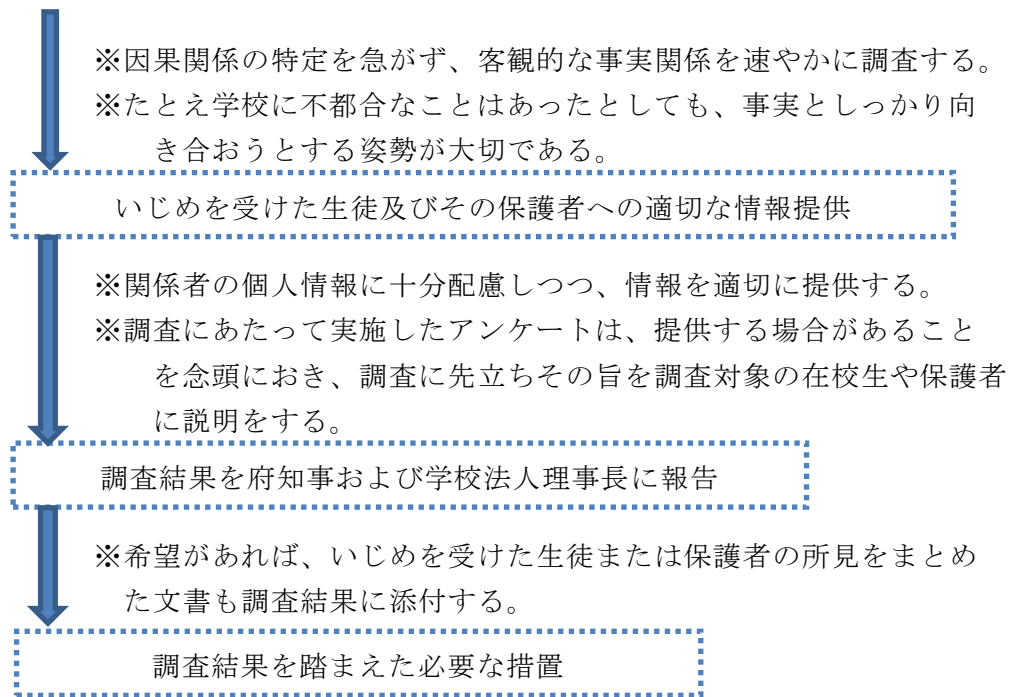 ※因果関係の特定を急がず、客観的な事実関係を速やかに調査する。
※たとえ学校に不都合なことはあったとしても、事実としっかり向
き合おうとする姿勢が大切である。
いじめを受けた生徒及びその保護者への適切な情報提供
※関係者の個人情報に十分配慮しつつ、情報を適切に提供する。
※調査にあたって実施したアンケートは、提供する場合があること
を念頭におき、調査に先立ちその旨を調査対象の在校生や保護者
に説明をする。
調査結果を府知事および学校法人理事長に報告
※希望があれば、いじめを受けた生徒または保護者の所見をまとめ
た文書も調査結果に添付する。
調査結果を踏まえた必要な措置